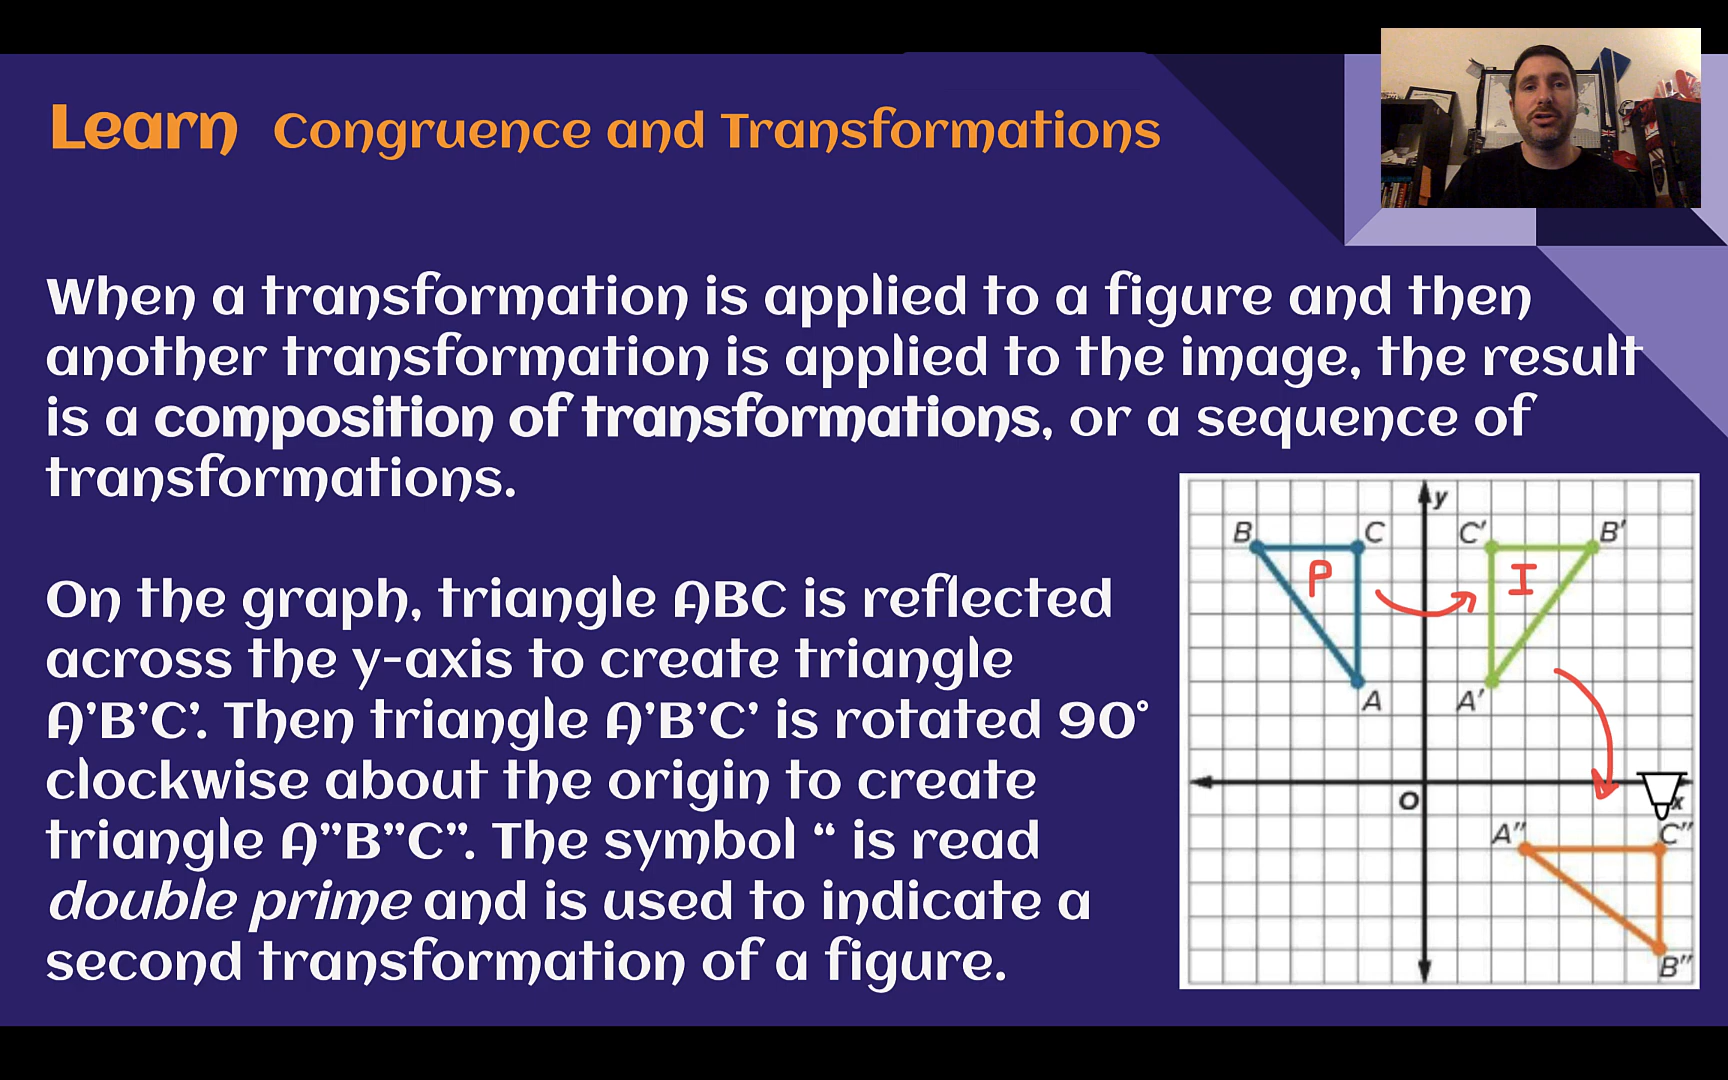 Learn Congruence and Transformations
When a transformation is applied to a figure and then
another transformation is applied to the image, the result
is a composition of transformations, or a sequence of
transformations.
On the graph, triangle ABC is reflected
across the y-axis to create triangle
A’B’C’. Then triangle A’B’C’ is rotated 90°
clockwise about the origin to create
triangle A”B”C”. The symbol “ is read
double prime and is used to indicate a
second transformation of a figure.
y
B C C' B'
P I
A A'
O x
A" C"
B"